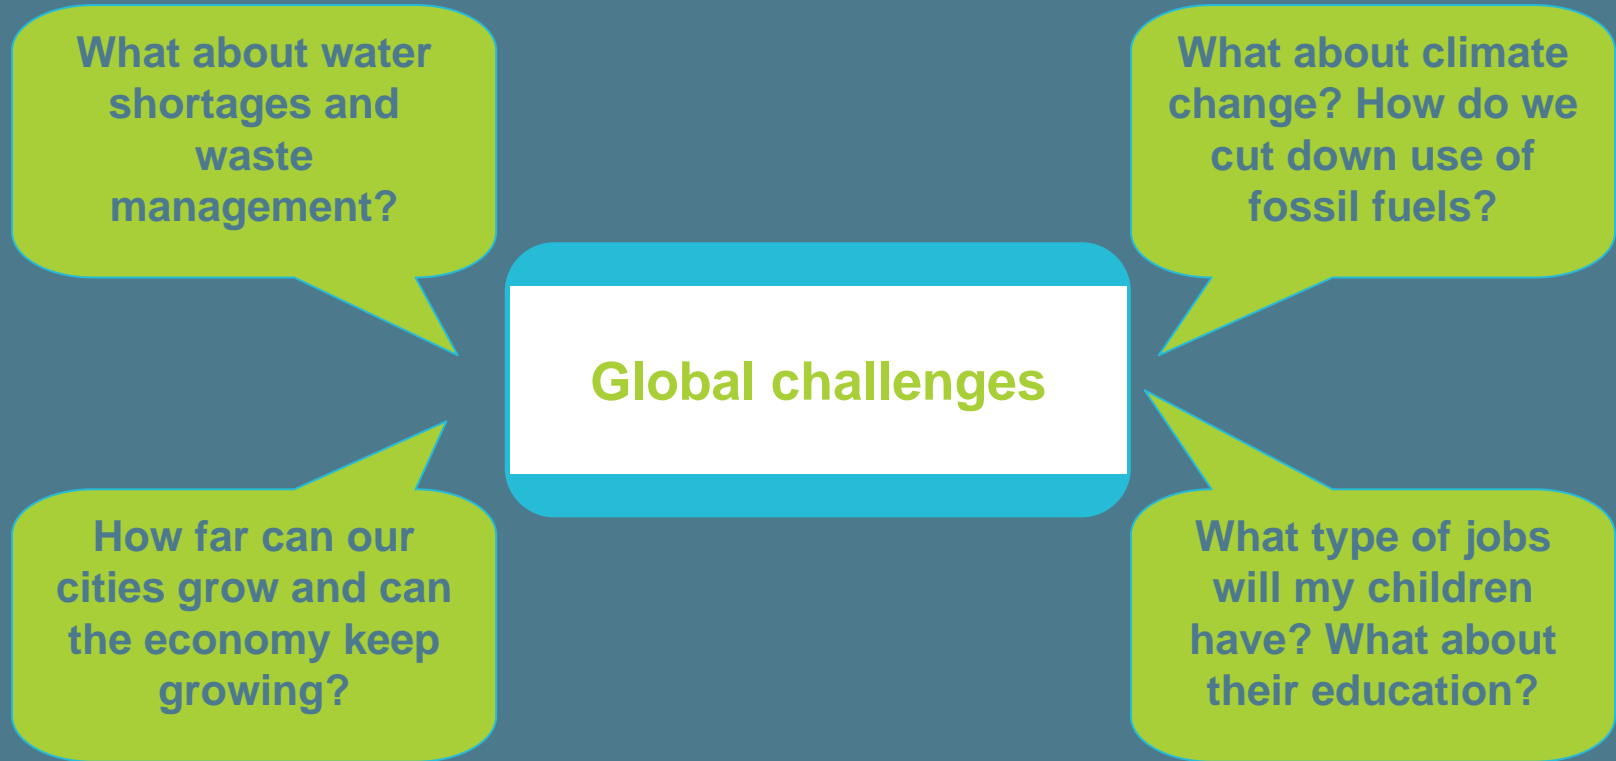 What about water
shortages and
waste
management?
What about climate
change? How do we
cut down use of
fossil fuels?
Global challenges
How far can our
cities grow and can
the economy keep
growing?
What type of jobs
will my children
have? What about
their education?